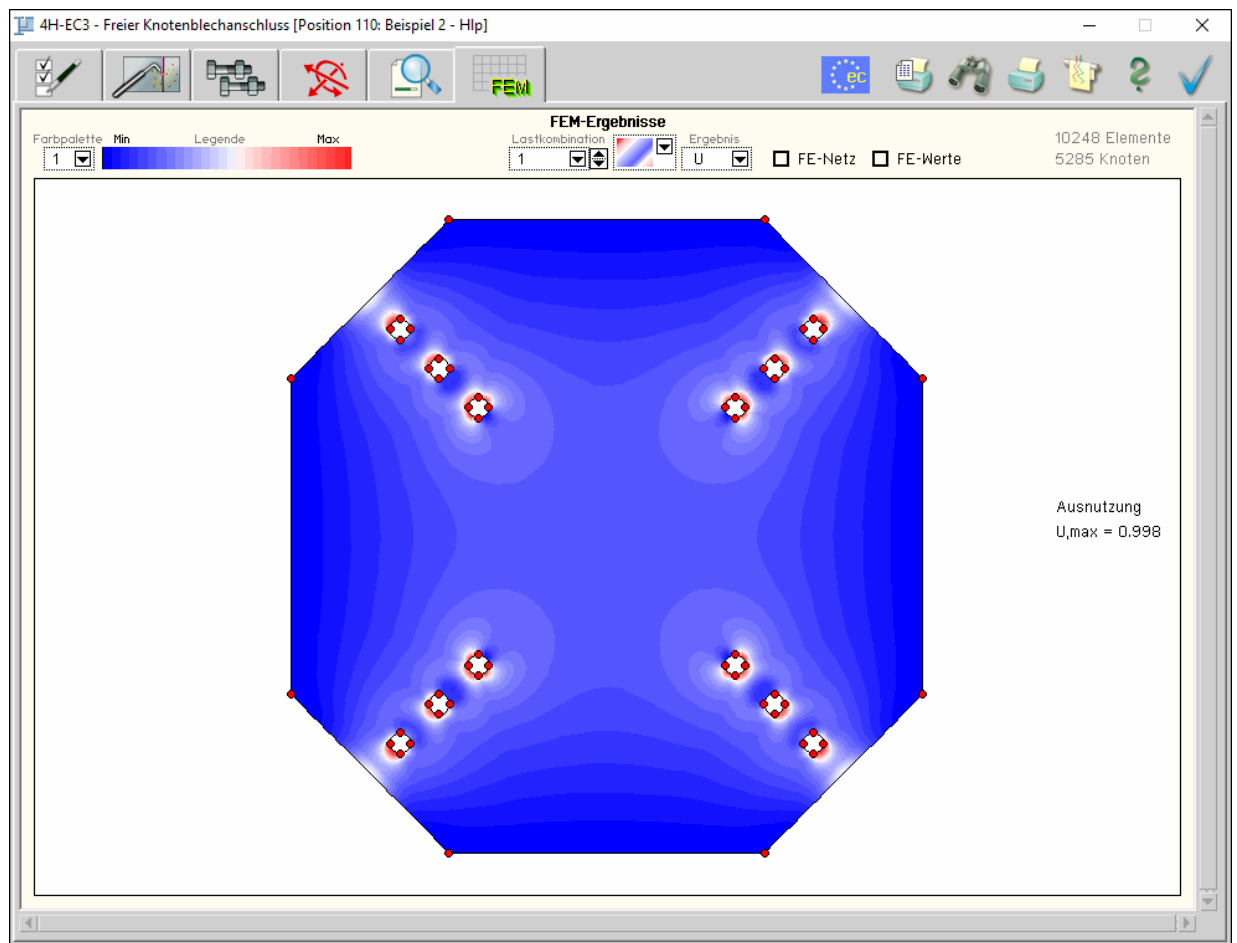 4H-EC3 - Freier Knotenblechanschluss [Position 110: Beispiel 2 - Hlp]
FEM
ec
FEM-Ergebnisse
Farbpalette Min Legende Max Lastkombination Ergebnis 10248 Elemente
1 1 U FE-Netz FE-Werte 5285 Knoten
Ausnutzung
U,max = 0.998